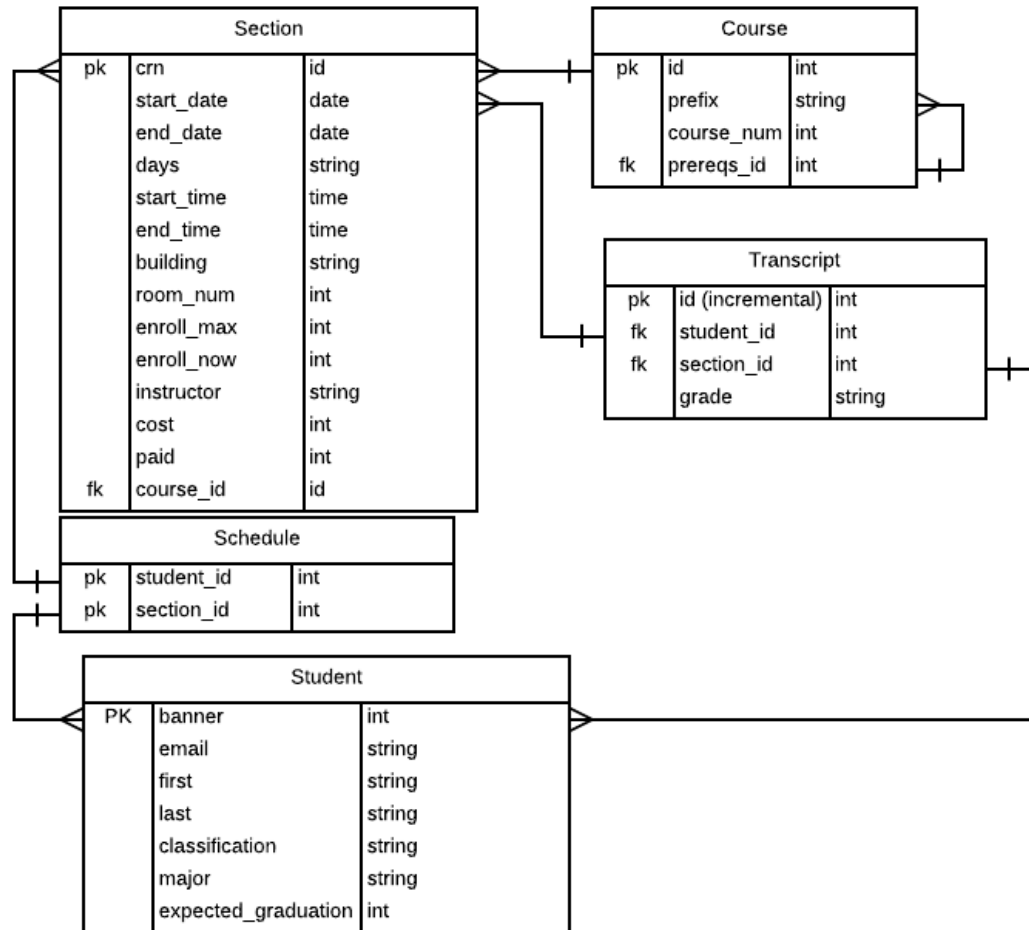 Section
pk crn id
start_date date
end_date date
days string
start_time time
end_time time
building string
room_num int
enroll_max int
enroll_now int
instructor string
cost int
paid int
fk course_id id
Course
pk id int
prefix string
course_num int
fk prereqs_id int
Transcript
pk id (incremental) int
fk student_id int
fk section_id int
grade string
Schedule
pk student_id int
pk section_id int
Student
PK banner int
email string
first string
last string
classification string
major string
expected_graduation int